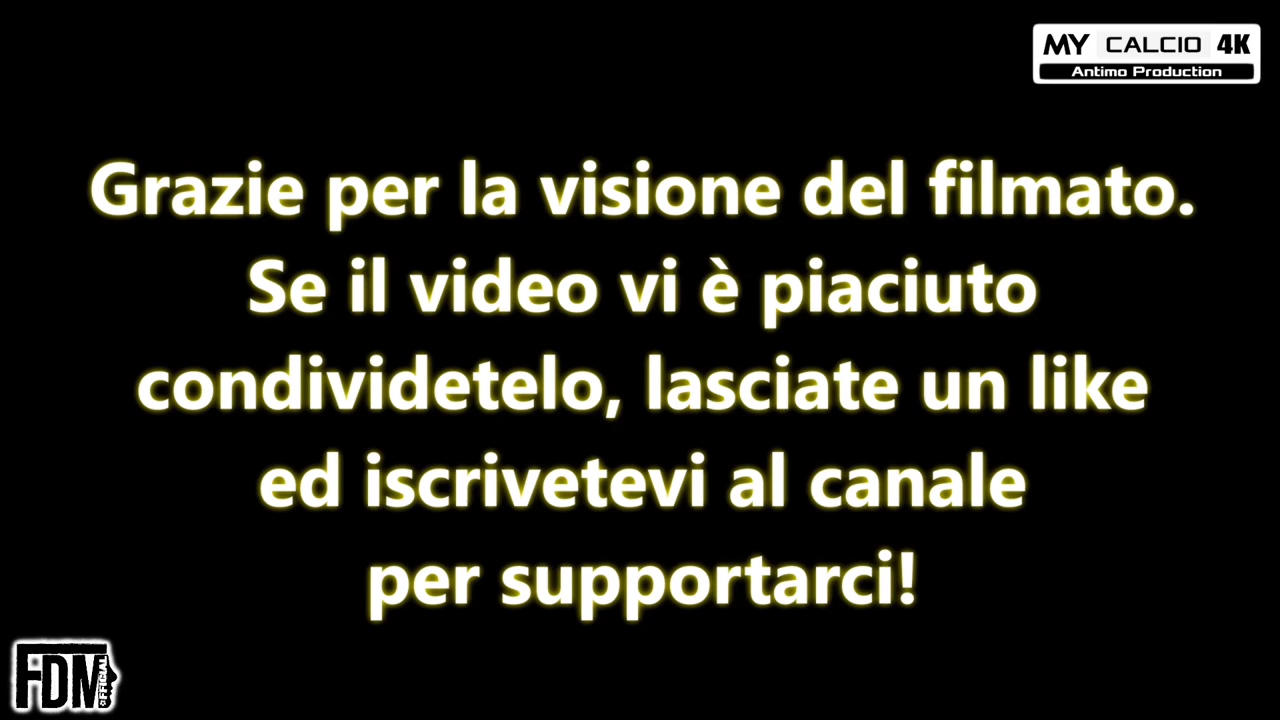 MY CALCIO 4K
Antimo Production
Grazie per la visione del filmato.
Se il video vi è piaciuto
condividetelo, lasciate un like
ed iscrivetevi al canale
per supportarci!
FDM
OFFICIAL